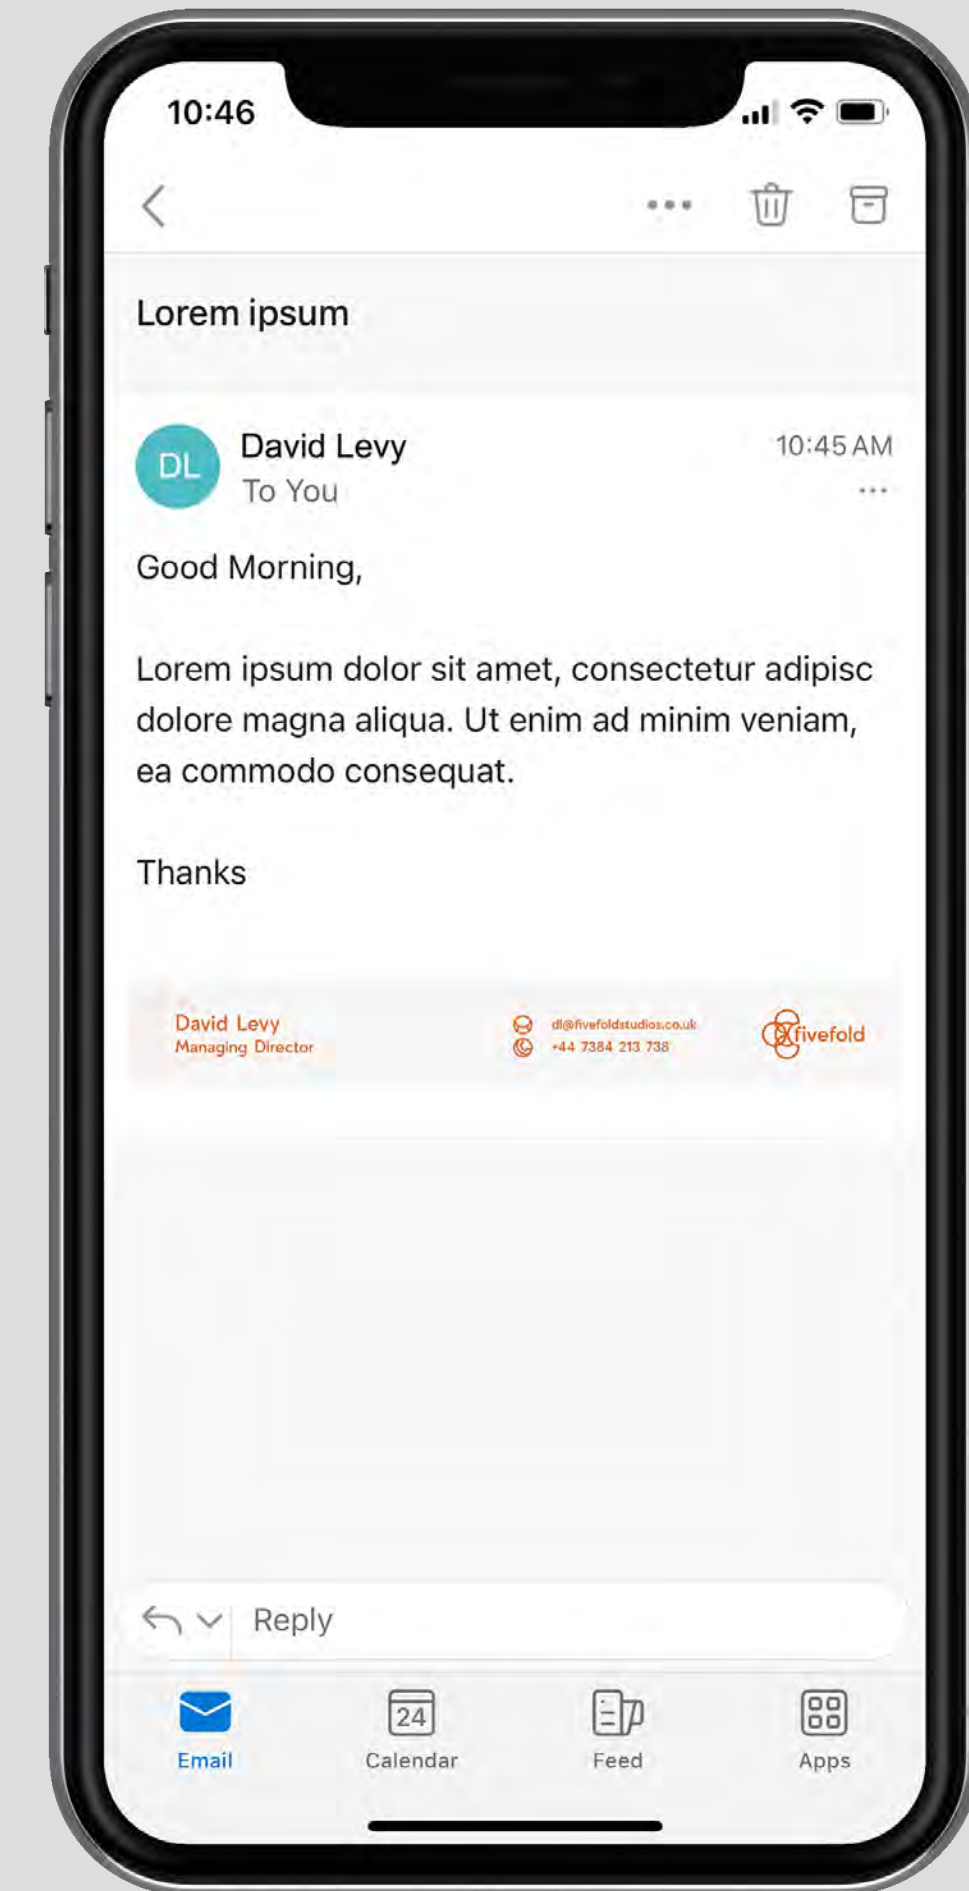 10:46
Lorem ipsum
DL
David Levy
10:45 AM
To You
Good Morning,
Lorem ipsum dolor sit amet, consectetur adipisc
dolore magna aliqua. Ut enim ad minim veniam,
ea commodo consequat.
Thanks
David Levy
Managing Director
dl@fivefoldstudios.co.uk
+44 7384 213 738
fivefold
Reply
24
Email
Calendar
Feed
Apps